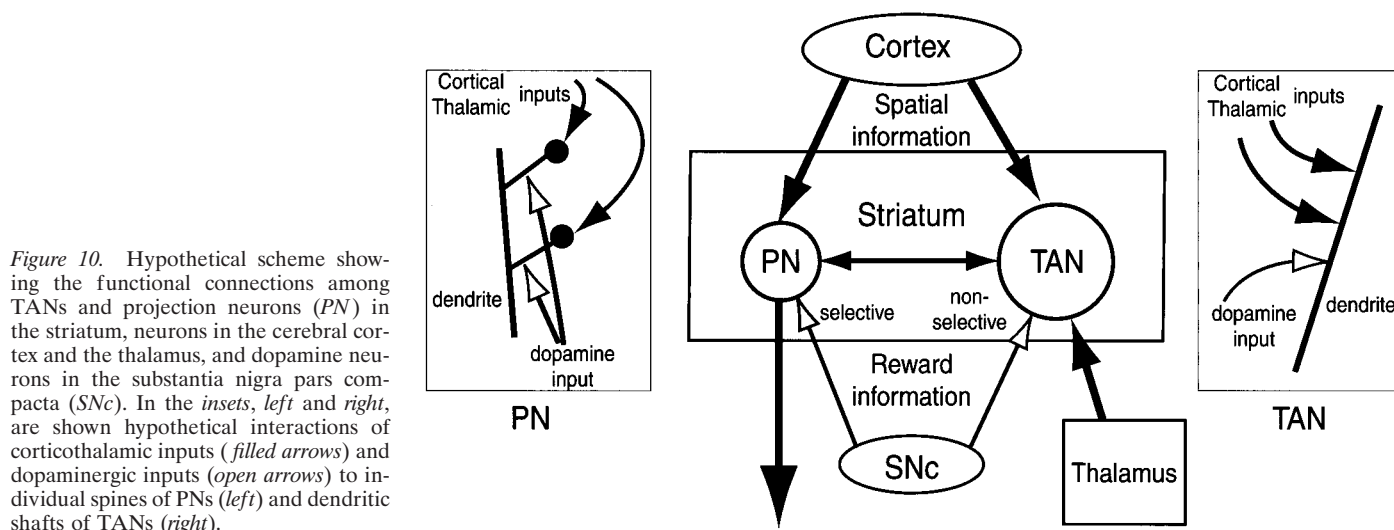 Figure 10. Hypothetical scheme show-
ing the functional connections among
TANs and projection neurons (PN) in
the striatum, neurons in the cerebral cor-
tex and the thalamus, and dopamine neu-
rons in the substantia nigra pars com-
pacta (SNc). In the insets, left and right,
are shown hypothetical interactions of
corticothalamic inputs ( filled arrows) and
dopaminergic inputs (open arrows) to in-
dividual spines of PNs (left) and dendritic
shafts of TANs (right).
Cortical
Thalamic
inputs
dendrite
dopamine
input
PN
Cortex
Spatial
information
Striatum
PN
TAN
selective
non-
selective
Reward
information
SNc
Thalamus
Cortical
Thalamic
inputs
dopamine
input
dendrite
TAN